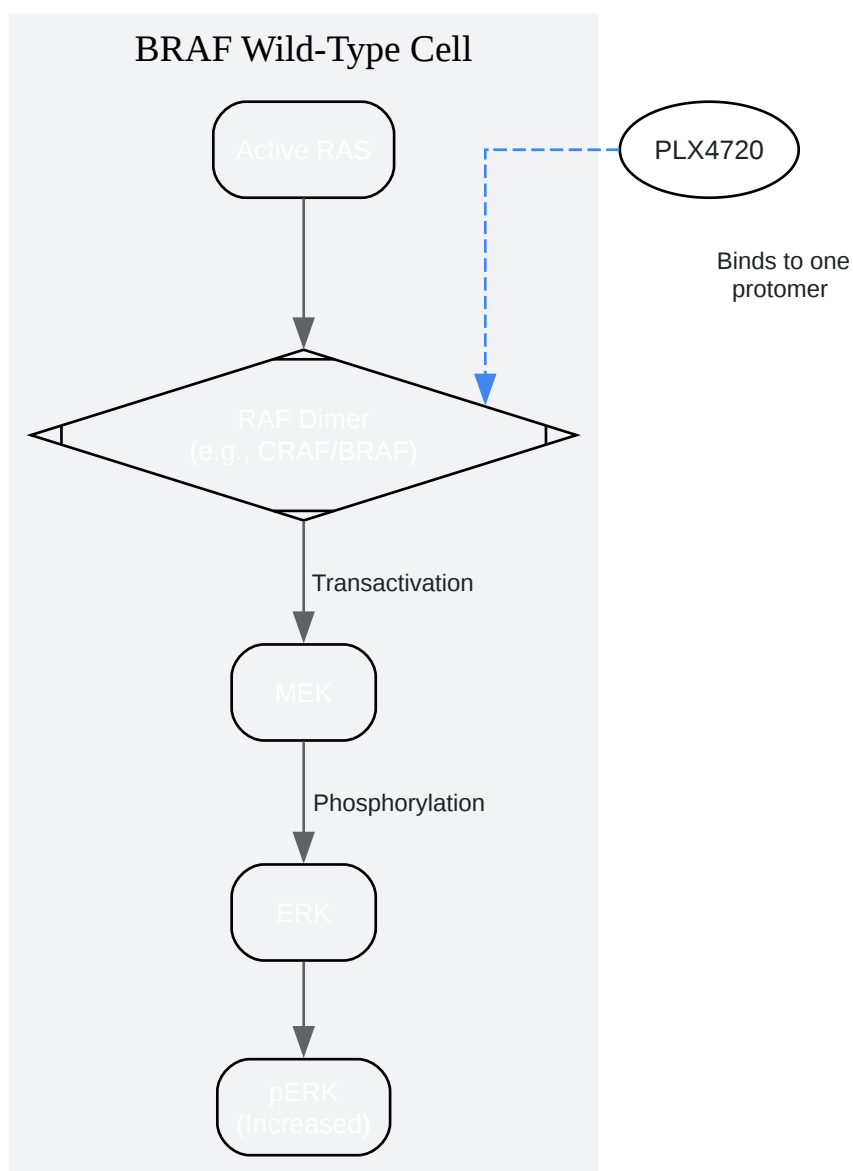 BRAF Wild-Type Cell
Active RAS
PLX4720
Binds to one
protomer
RAF Dimer
(e.g., CRAF/BRAF)
Transactivation
MEK
Phosphorylation
ERK
pERK
(Increased)